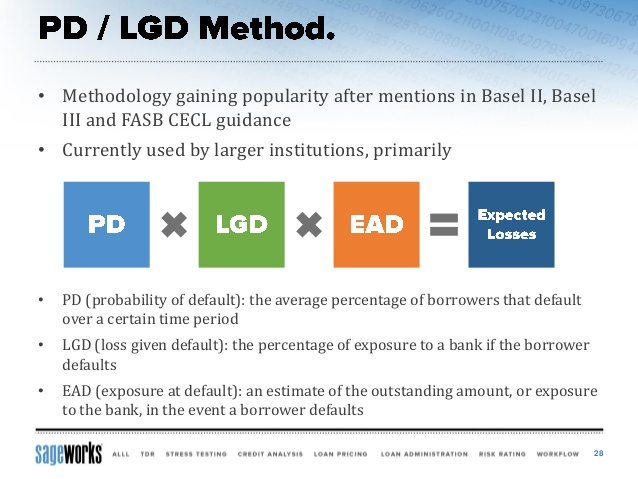 PD / LGD Method.
• Methodology gaining popularity after mentions in Basel II, Basel
III and FASB CECL guidance
• Currently used by larger institutions, primarily
PD × LGD × EAD = Expected
Losses
• PD (probability of default): the average percentage of borrowers that default
over a certain time period
• LGD (loss given default): the percentage of exposure to a bank if the borrower
defaults
• EAD (exposure at default): an estimate of the outstanding amount, or exposure
to the bank, in the event a borrower defaults
sageworks ALLL TDR STRESS TESTING CREDIT ANALYSIS LOAN PRICING LOAN ADMINISTRATION RISK RATING WORKFLOW 28